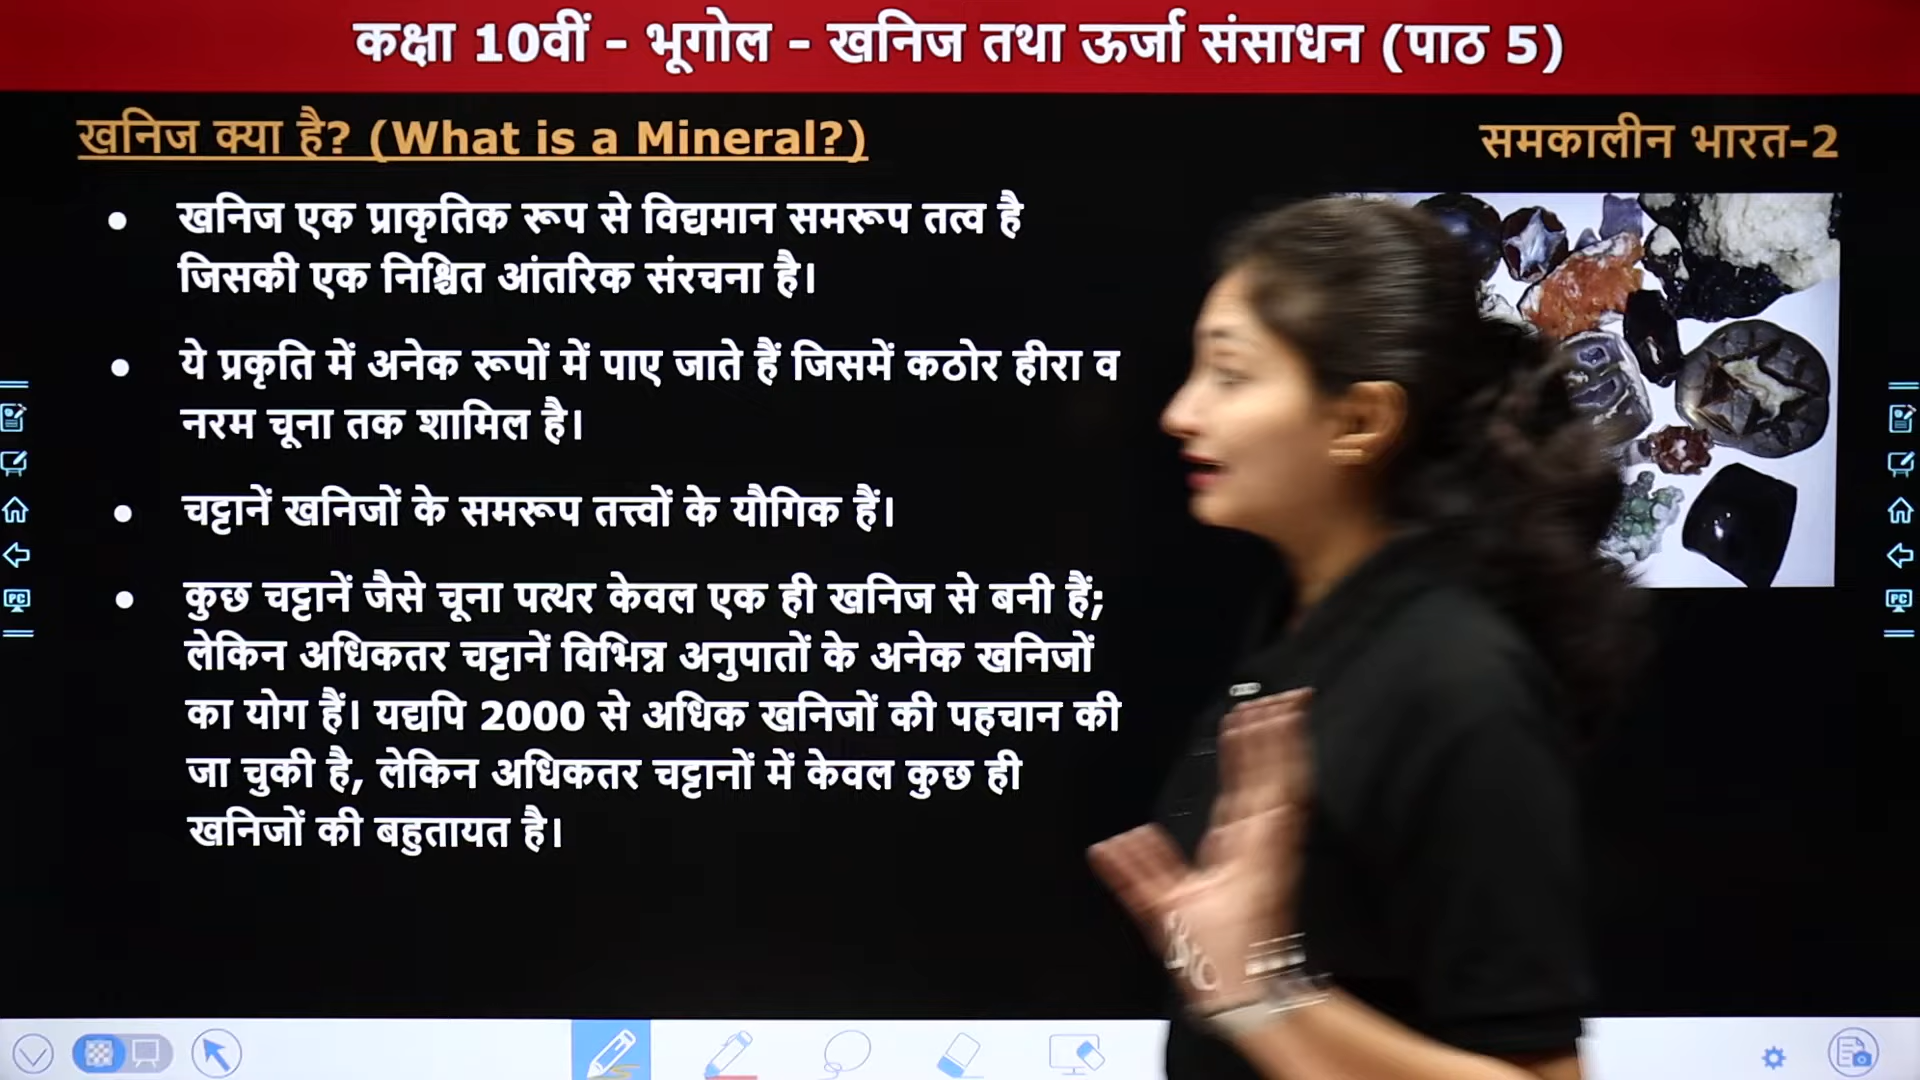 कक्षा 10वीं - भूगोल - खनिज तथा ऊर्जा संसाधन (पाठ 5)
खनिज क्या है? (What is a Mineral?)
समकालीन भारत-2
● खनिज एक प्राकृतिक रूप से विद्यमान समरूप तत्व है
जिसकी एक निश्चित आंतरिक संरचना है।
● ये प्रकृति में अनेक रूपों में पाए जाते हैं जिसमें कठोर हीरा व
नरम चूना तक शामिल है।
● चट्टानें खनिजों के समरूप तत्त्वों के यौगिक हैं।
● कुछ चट्टानें जैसे चूना पत्थर केवल एक ही खनिज से बनी हैं;
लेकिन अधिकतर चट्टानें विभिन्न अनुपातों के अनेक खनिजों
का योग हैं। यद्यपि 2000 से अधिक खनिजों की पहचान की
जा चुकी है, लेकिन अधिकतर चट्टानों में केवल कुछ ही
खनिजों की बहुतायत है।
PC
PC